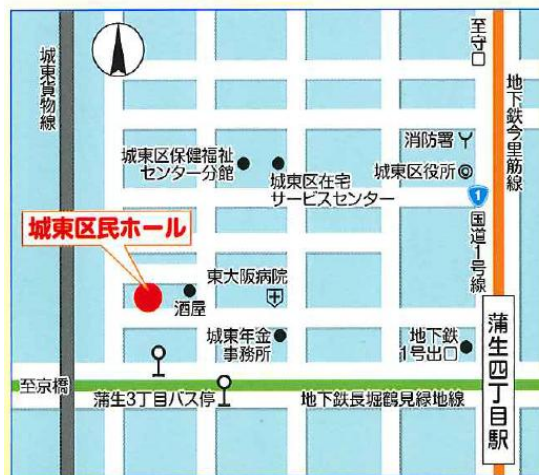 城東貨物線
至守口
地下鉄今里筋線
消防署
城東区役所
城東区保健福祉
センター分館
城東区在宅
サービスセンター
1
国道1号線
城東区民ホール
酒屋
東大阪病院
城東年金
事務所
地下鉄
1号出口
蒲生四丁目駅
至京橋
蒲生3丁目バス停
地下鉄長堀鶴見緑地線